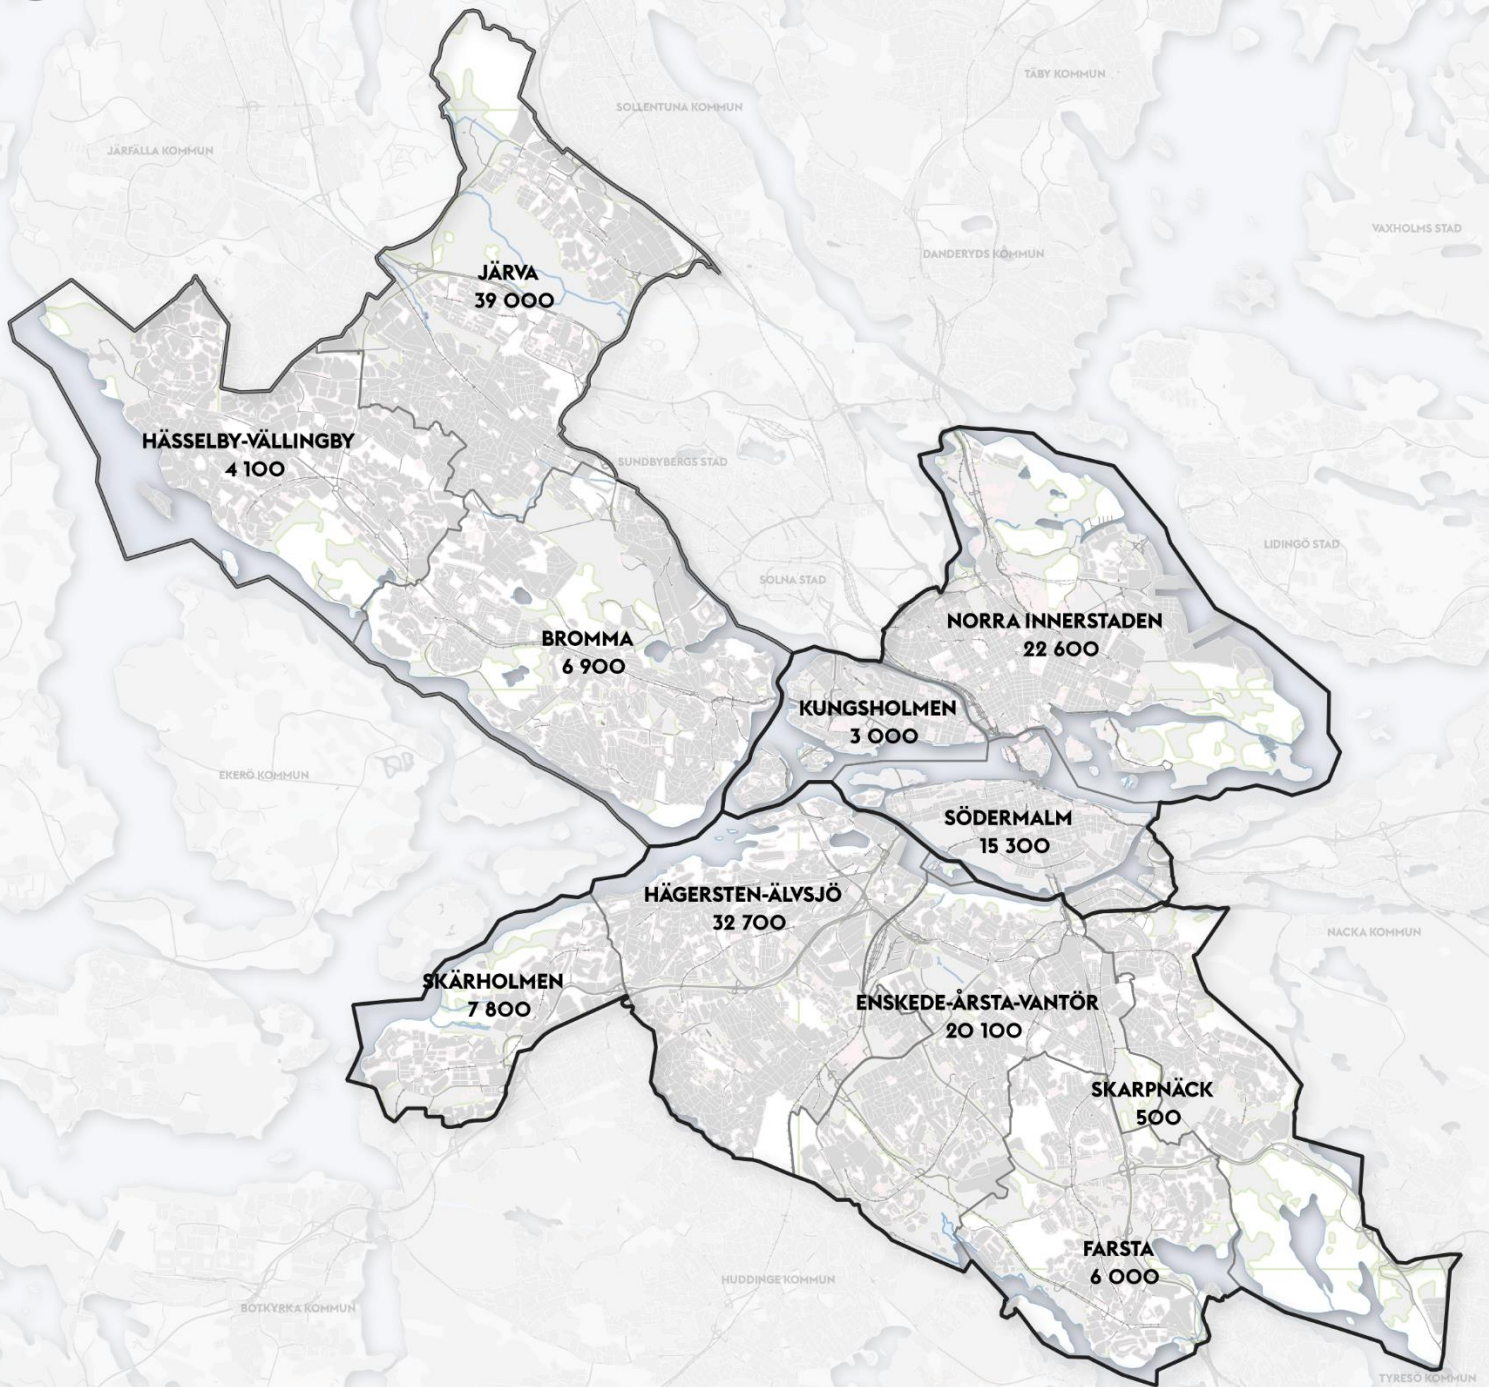 TÄBY KOMMUN
SOLLENTUNA KOMMUN
JÄRFÄLLA KOMMUN
VAXHOLMS STAD
DANDERYDS KOMMUN
JÄRVA
39 000
HÄSSELBY-VÄLLINGBY
4 100
SUNDBYBERGS STAD
LIDINGÖ STAD
SOLNA STAD
NORRA INNERSTADEN
22 600
BROMMA
6 900
KUNGSHOLMEN
3 000
EKERÖ KOMMUN
SÖDERMALM
15 300
HÄGERSTEN-ÄLVSJÖ
32 700
NACKA KOMMUN
SKÄRHOLMEN
7 800
ENSKEDE-ÅRSTA-VANTÖR
20 100
SKARPNÄCK
500
FARSTA
6 000
HUDDINGE KOMMUN
BOTKYRKA KOMMUN
TYRESÖ KOMMUN